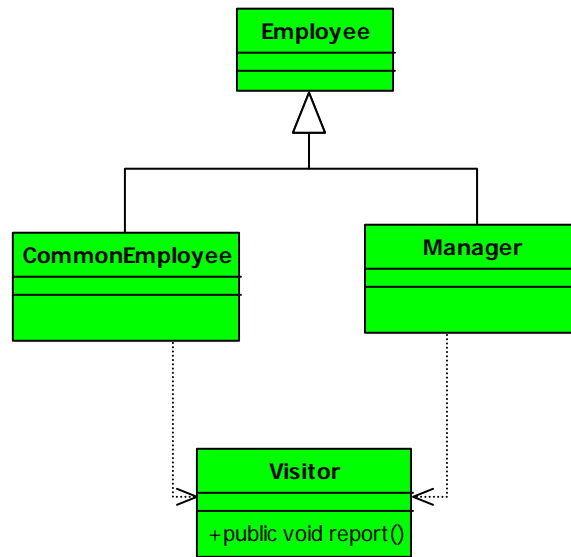 Employee
CommonEmployee
Manager
Visitor
+public void report()